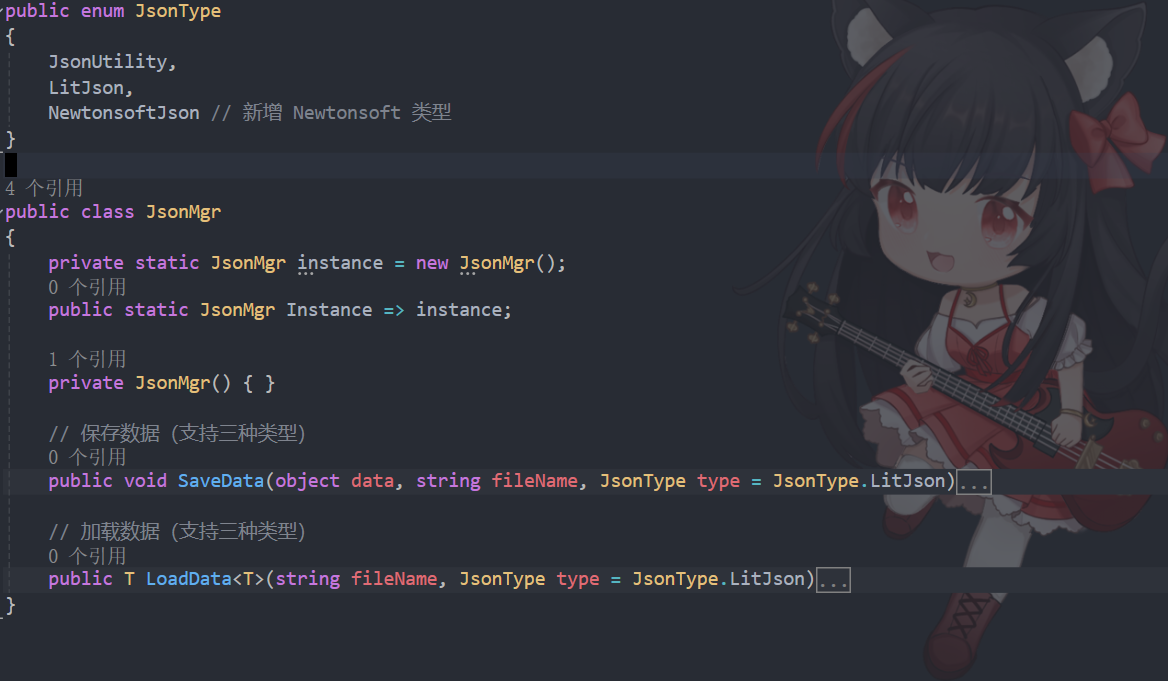 public enum JsonType
{
JsonUtility,
LitJson,
NewtonsoftJson // 新增 Newtonsoft 类型
}
4 个引用
public class JsonMgr
{
private static JsonMgr instance = new JsonMgr();
0 个引用
public static JsonMgr Instance => instance;
1 个引用
private JsonMgr() { }
// 保存数据（支持三种类型）
0 个引用
public void SaveData(object data, string fileName, JsonType type = JsonType.LitJson)...
// 加载数据（支持三种类型）
0 个引用
public T LoadData<T>(string fileName, JsonType type = JsonType.LitJson)...
}